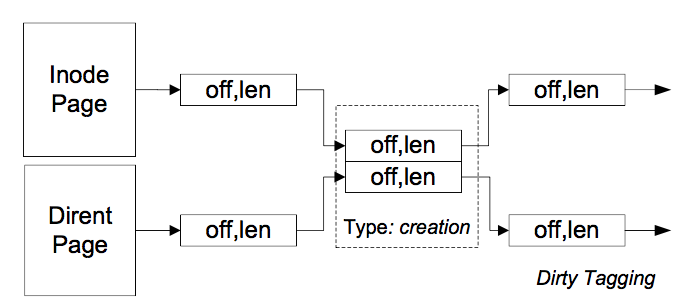 Inode
Page
off,len
off,len
off,len
off,len
Type: creation
Dirent
Page
off,len
off,len
Dirty Tagging